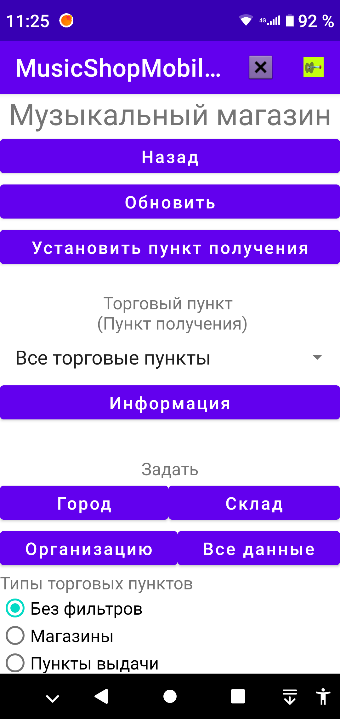 11:25 4G 92 %
MusicShopMobil...
Музыкальный магазин
Назад
Обновить
Установить пункт получения
Торговый пункт
(Пункт получения)
Все торговые пункты
Информация
Задать
Город Склад
Организацию Все данные
Типы торговых пунктов
Без фильтров
Магазины
Пункты выдачи